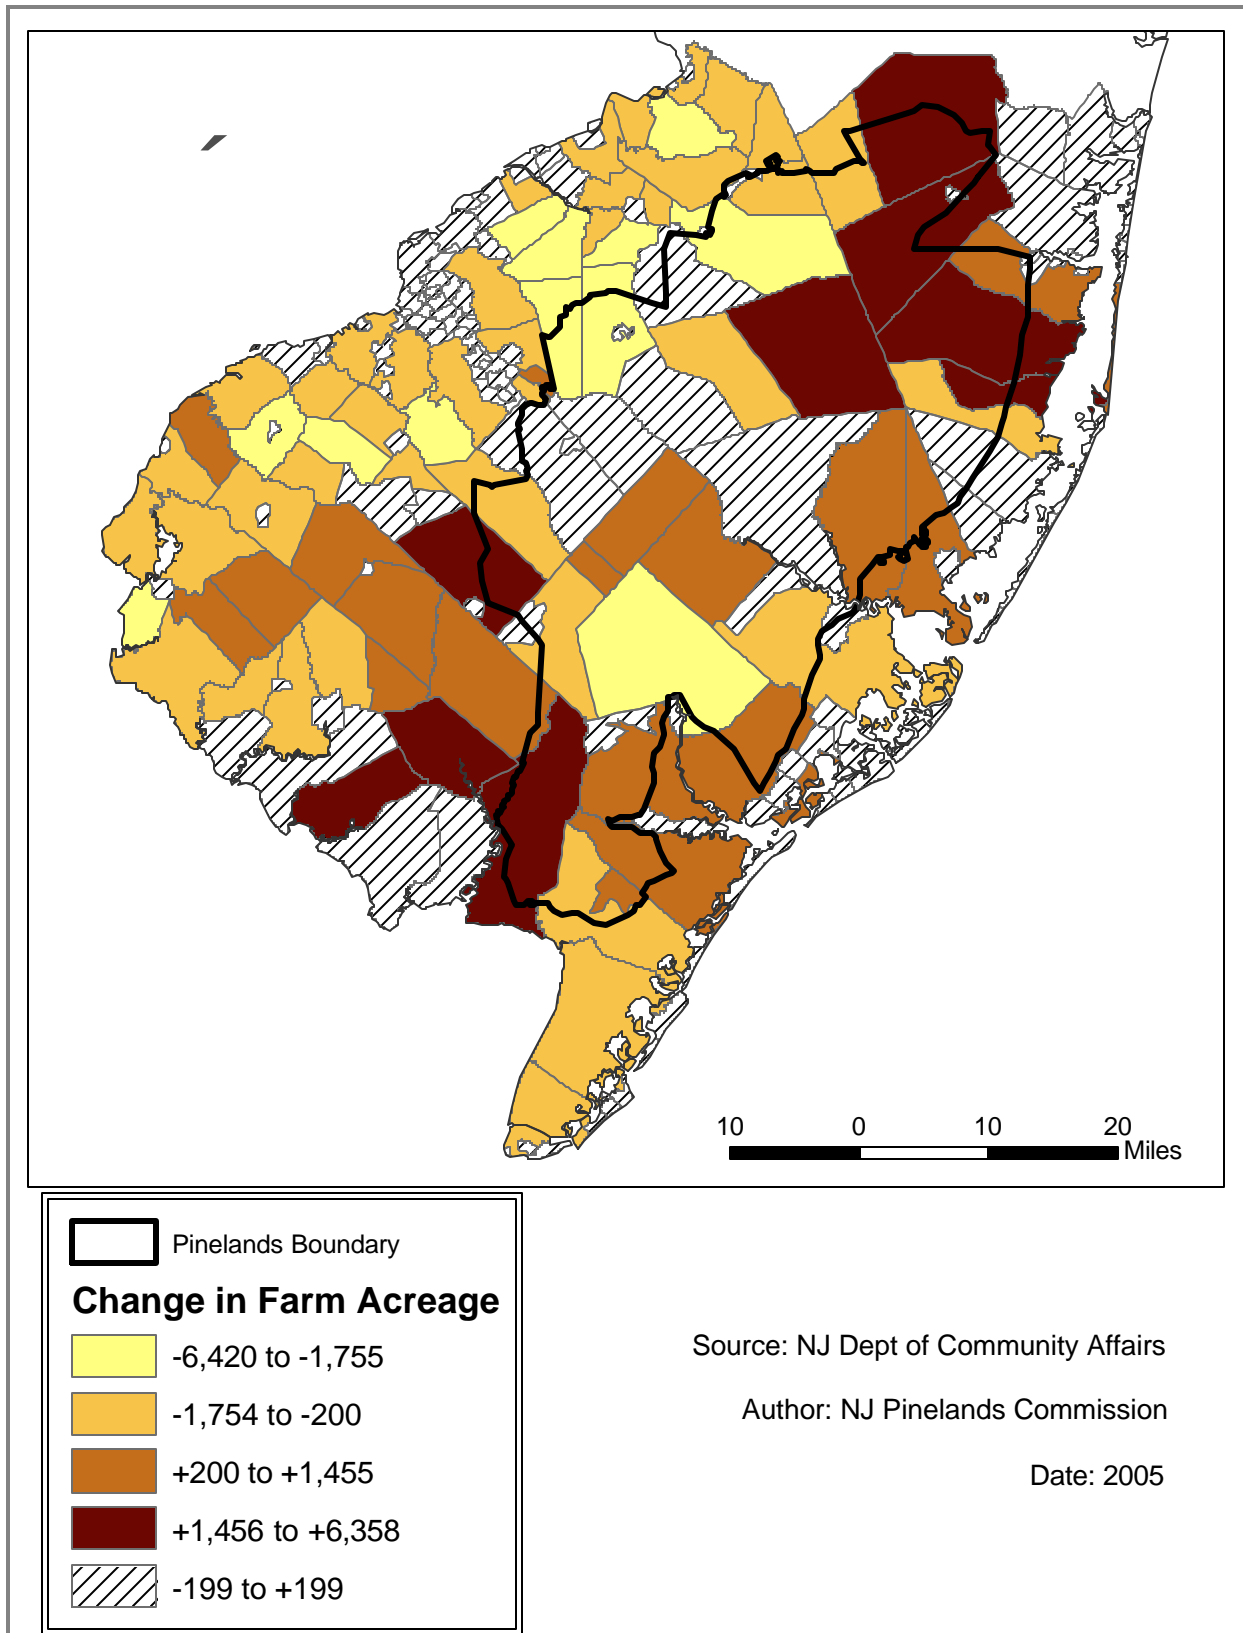 10 0 10 20
Miles
Pinelands Boundary
Change in Farm Acreage
-6,420 to -1,755
-1,754 to -200
+200 to +1,455
+1,456 to +6,358
-199 to +199
Source: NJ Dept of Community Affairs
Author: NJ Pinelands Commission
Date: 2005